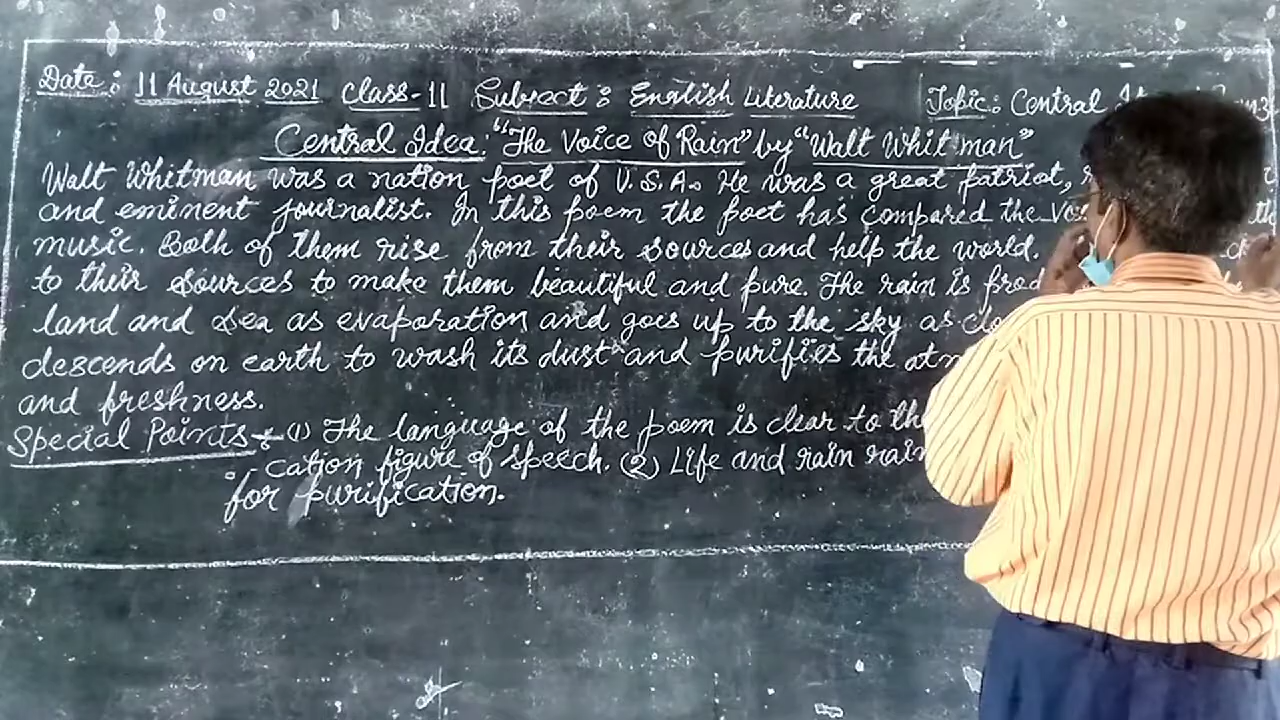 Date: 11 August 2021 Class-11 Subject: English Literature Topic: Central
Central Idea: "The Voice of Rain" by "Walt Whitman"
Walt Whitman was a nation poet of U.S.A. He was a great patriot,
and eminent journalist. In this poem the poet has compared the
music. Both of them rise from their sources and help the world.
to their sources to make them beautiful and pure. The rain is
land and sea as evaporation and goes up to the sky as
descends on earth to wash its dust and purifies the
and freshness.
Special Points :- (1) The language of the poem is clear to
cation figure of speech. (2) Life and rain rain
for purification.